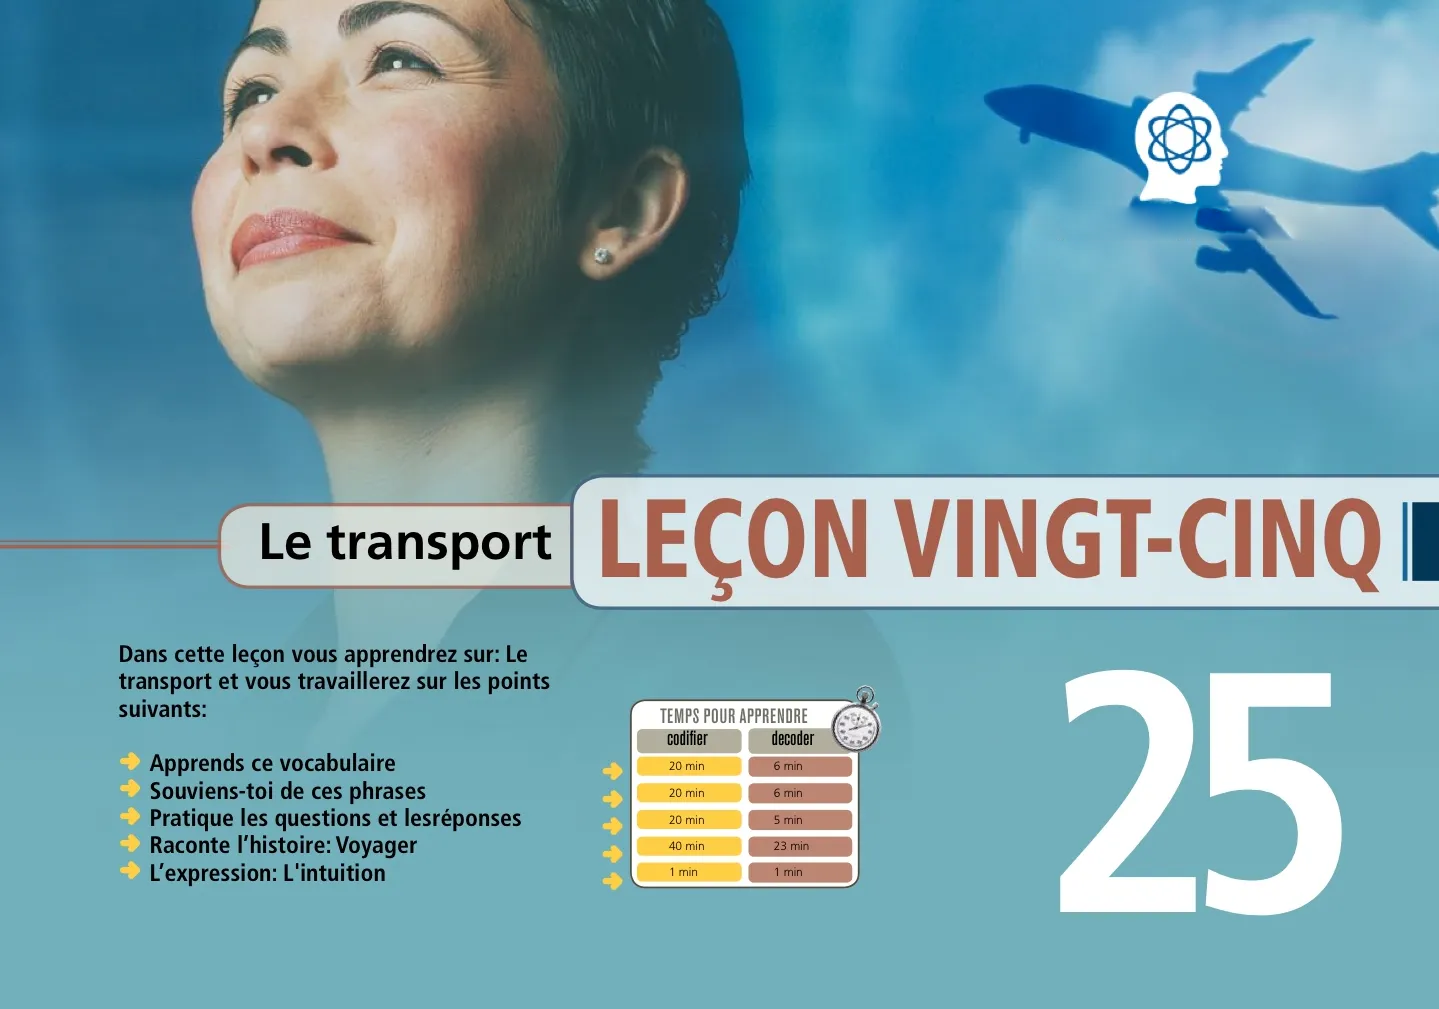 Le transport
LEÇON VINGT-CINQ
Dans cette leçon vous apprendrez sur: Le
transport et vous travaillerez sur les points
suivants:
Apprends ce vocabulaire
Souviens-toi de ces phrases
Pratique les questions et lesréponses
Raconte l’histoire: Voyager
L’expression: L'intuition
TEMPS POUR APPRENDRE
codifier decoder
20 min 6 min
20 min 6 min
20 min 5 min
40 min 23 min
1 min 1 min
25